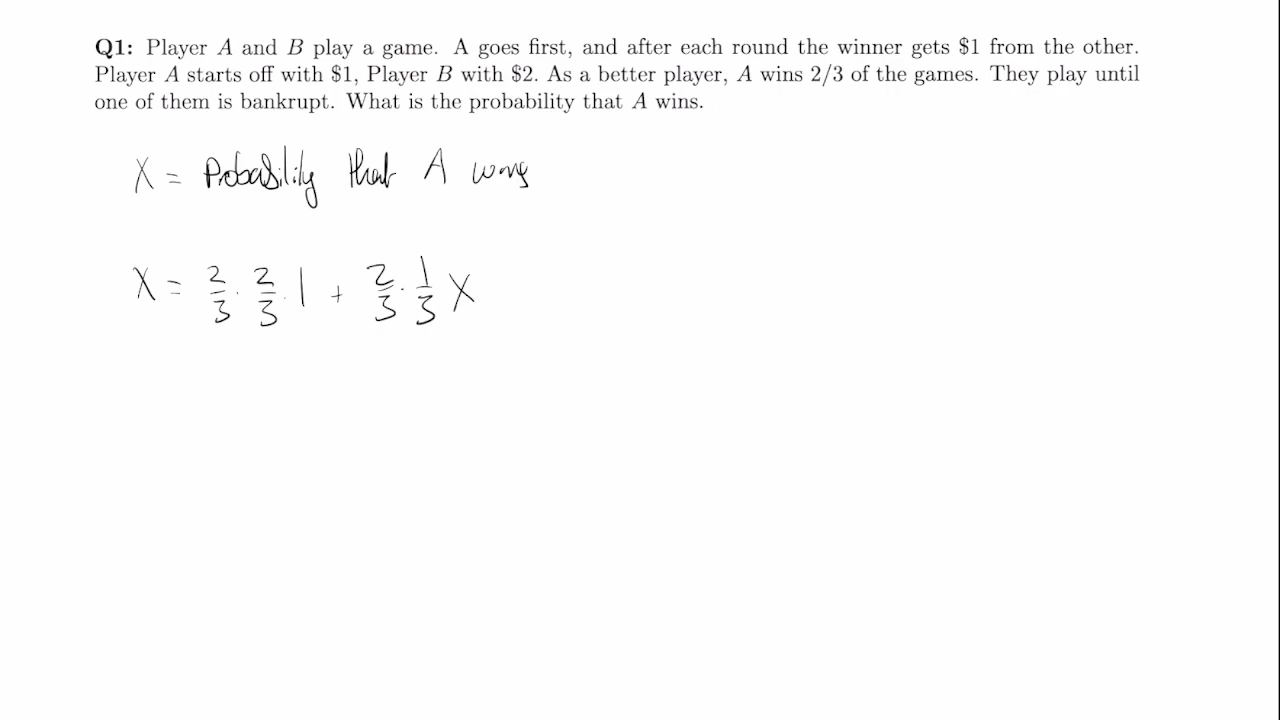 Q1: Player A and B play a game. A goes first, and after each round the winner gets $1 from the other.
Player A starts off with $1, Player B with $2. As a better player, A wins 2/3 of the games. They play until
one of them is bankrupt. What is the probability that A wins.
X = Probability that A wins
X = 2/3 · 2/3 · 1 + 2/3 · 1/3 X